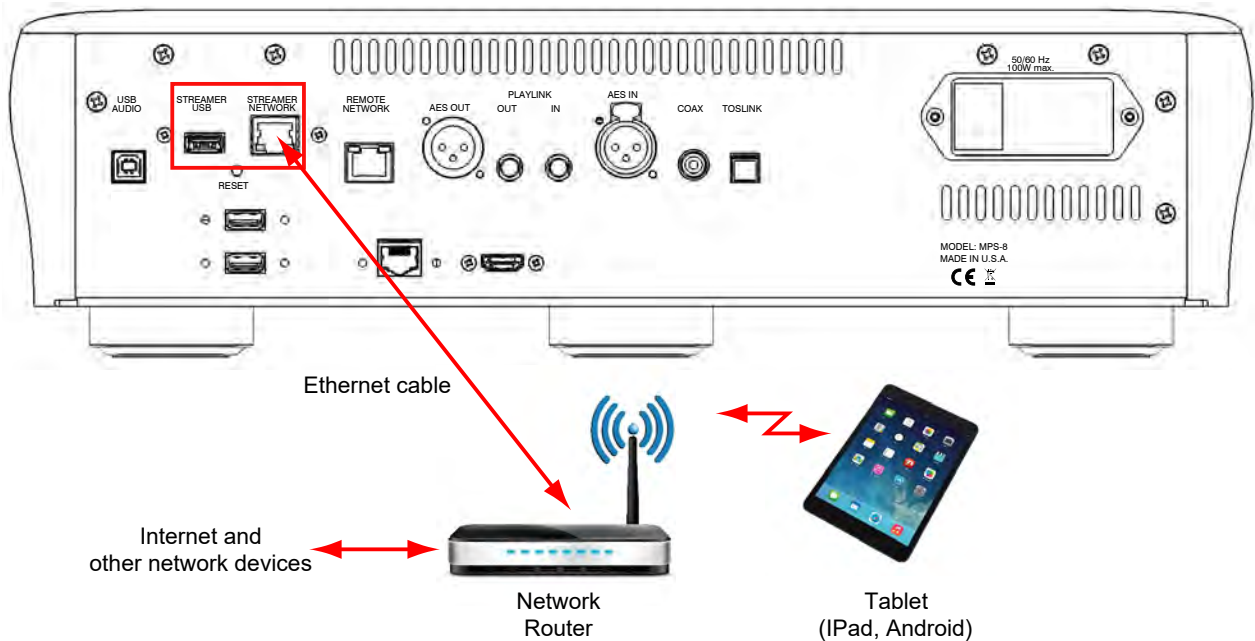 50/60 Hz
100W max.
USB
AUDIO
STREAMER
USB
STREAMER
NETWORK
REMOTE
NETWORK
AES OUT
PLAYLINK
OUT
IN
AES IN
COAX
TOSLINK
RESET
MODEL: MPS-8
MADE IN U.S.A.
CE
Ethernet cable
Internet and
other network devices
Network
Router
Tablet
(IPad, Android)